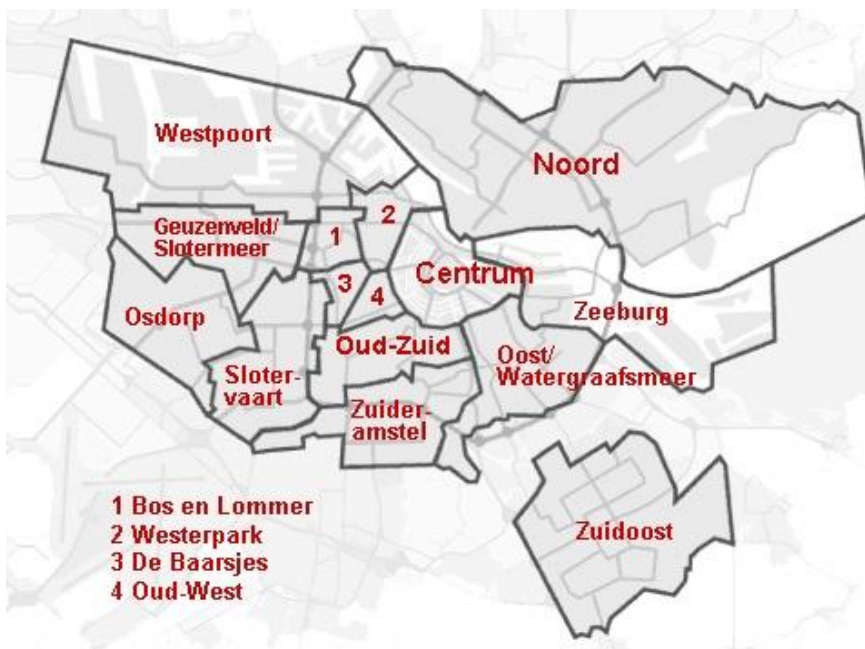 Westpoort
Noord
Geuzenveld/
Slotermeer
1
2
Centrum
3
4
Osdorp
Zeeburg
Oud-Zuid
Oost/
Watergraafsmeer
Sloter-
vaart
Zuider-
amstel
1 Bos en Lommer
2 Westerpark
3 De Baarsjes
4 Oud-West
Zuidoost